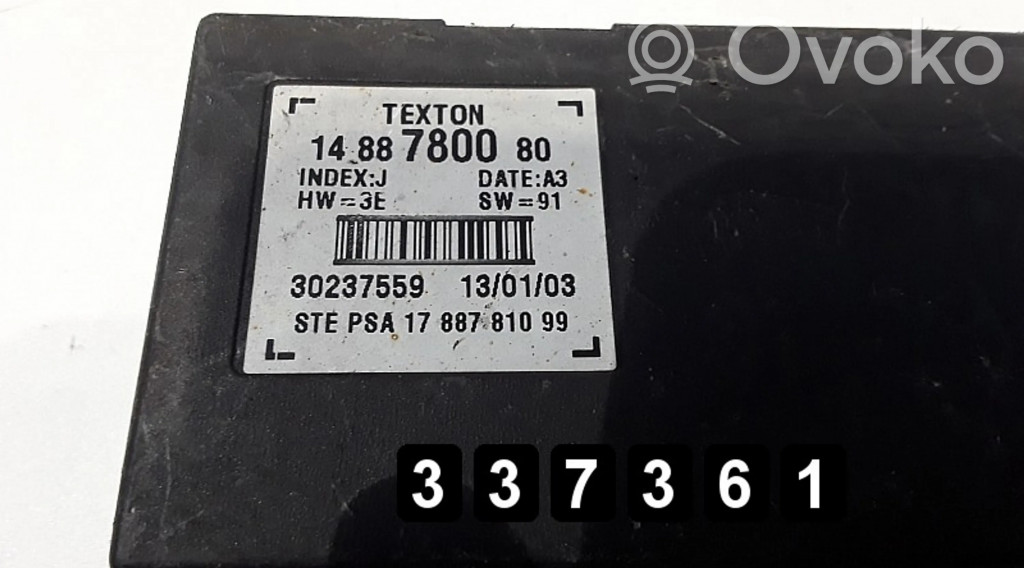 Ovoko
TEXTON
14 88 7800 80
INDEX:J DATE:A3
HW=3E SW=91
30237559 13/01/03
STE PSA 17 887 810 99
3 3 7 3 6 1